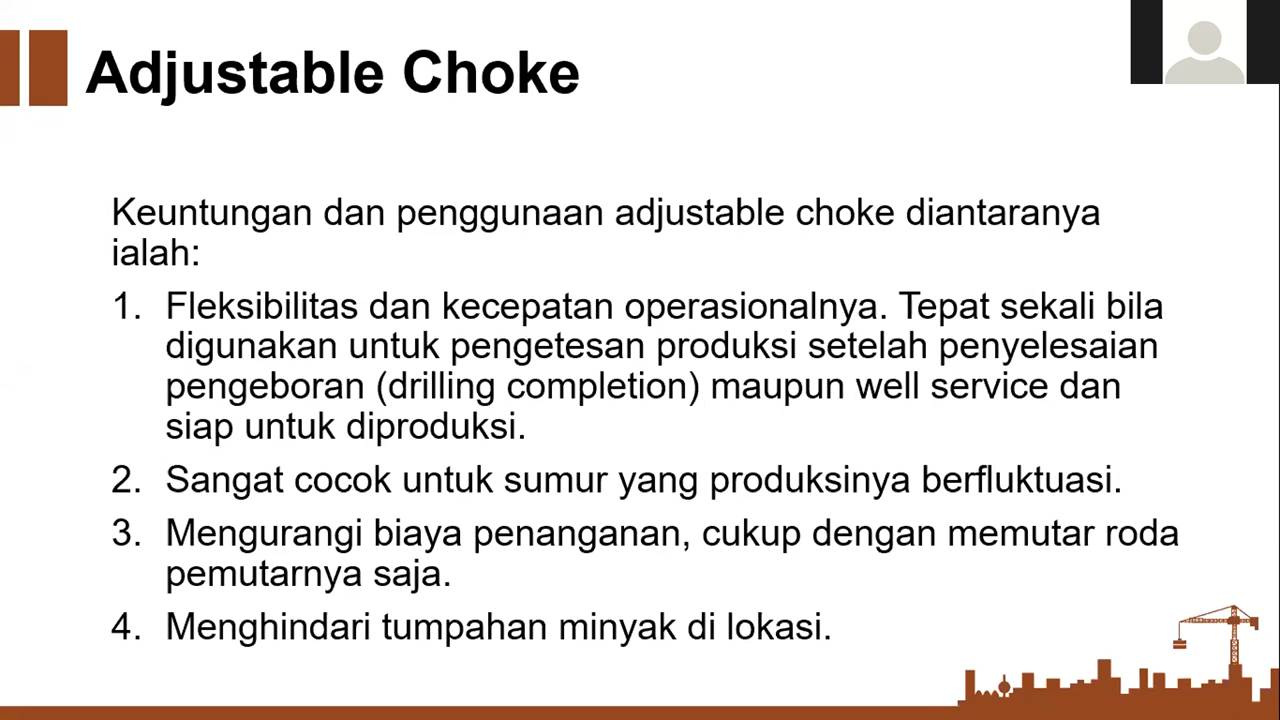 Adjustable Choke
Keuntungan dan penggunaan adjustable choke diantaranya
ialah:
1. Fleksibilitas dan kecepatan operasionalnya. Tepat sekali bila
digunakan untuk pengetesan produksi setelah penyelesaian
pengeboran (drilling completion) maupun well service dan
siap untuk diproduksi.
2. Sangat cocok untuk sumur yang produksinya berfluktuasi.
3. Mengurangi biaya penanganan, cukup dengan memutar roda
pemutarnya saja.
4. Menghindari tumpahan minyak di lokasi.